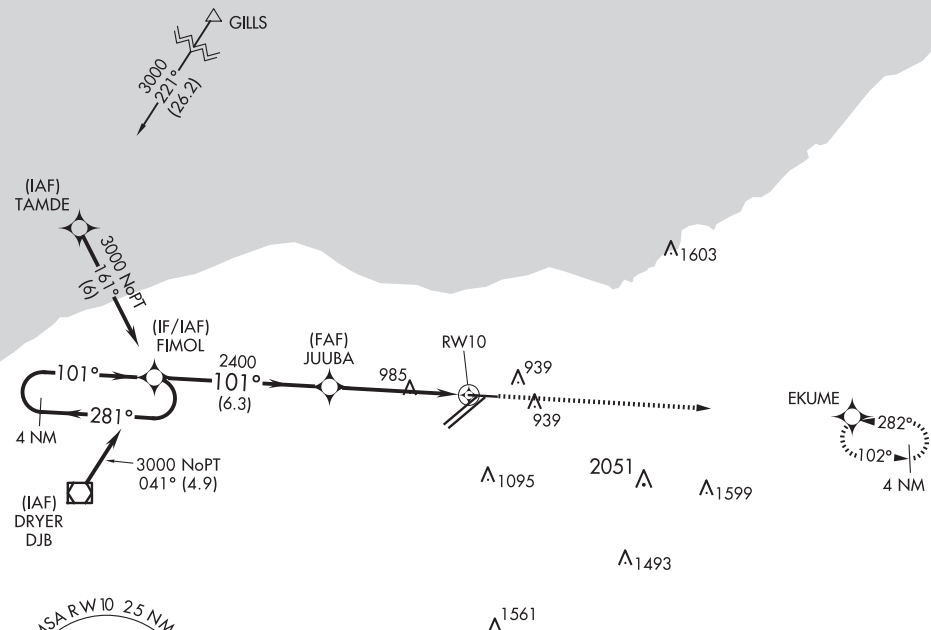 GILLS
3000
221°
(26.2)
(IAF)
TAMDE
3000 NoPT
161°
(6)
1603
(IF/IAF)
FIMOL
(FAF)
JUUBA
RW10
2400
101°
(6.3)
101°
281°
4 NM
985
939
939
EKUME
282°
102°
4 NM
3000 NoPT
041° (4.9)
(IAF)
DRYER
DJB
1095
2051
1599
1493
1561
MSA RW10 25 NM